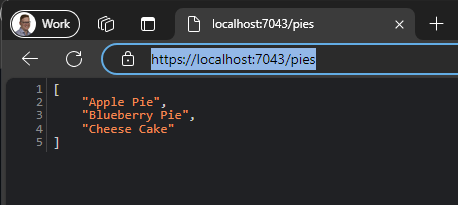 Work
localhost:7043/pies
https://localhost:7043/pies
1 [
2 "Apple Pie",
3 "Blueberry Pie",
4 "Cheese Cake"
5 ]